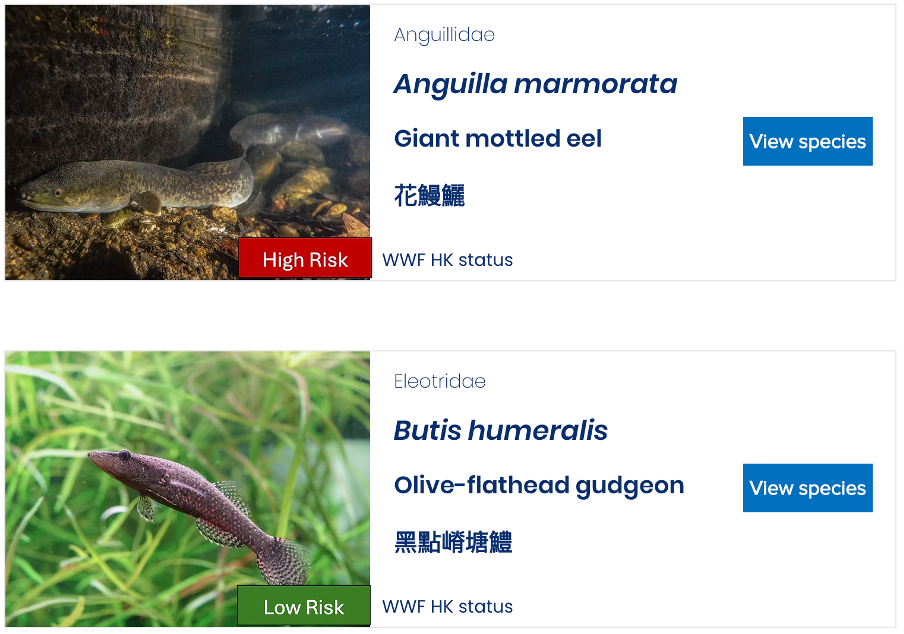 Anguillidae
Anguilla marmorata
Giant mottled eel
View species
花鰻鱺
High Risk
WWF HK status
Eleotridae
Butis humeralis
Olive-flathead gudgeon
View species
黑點嵴塘鱧
Low Risk
WWF HK status